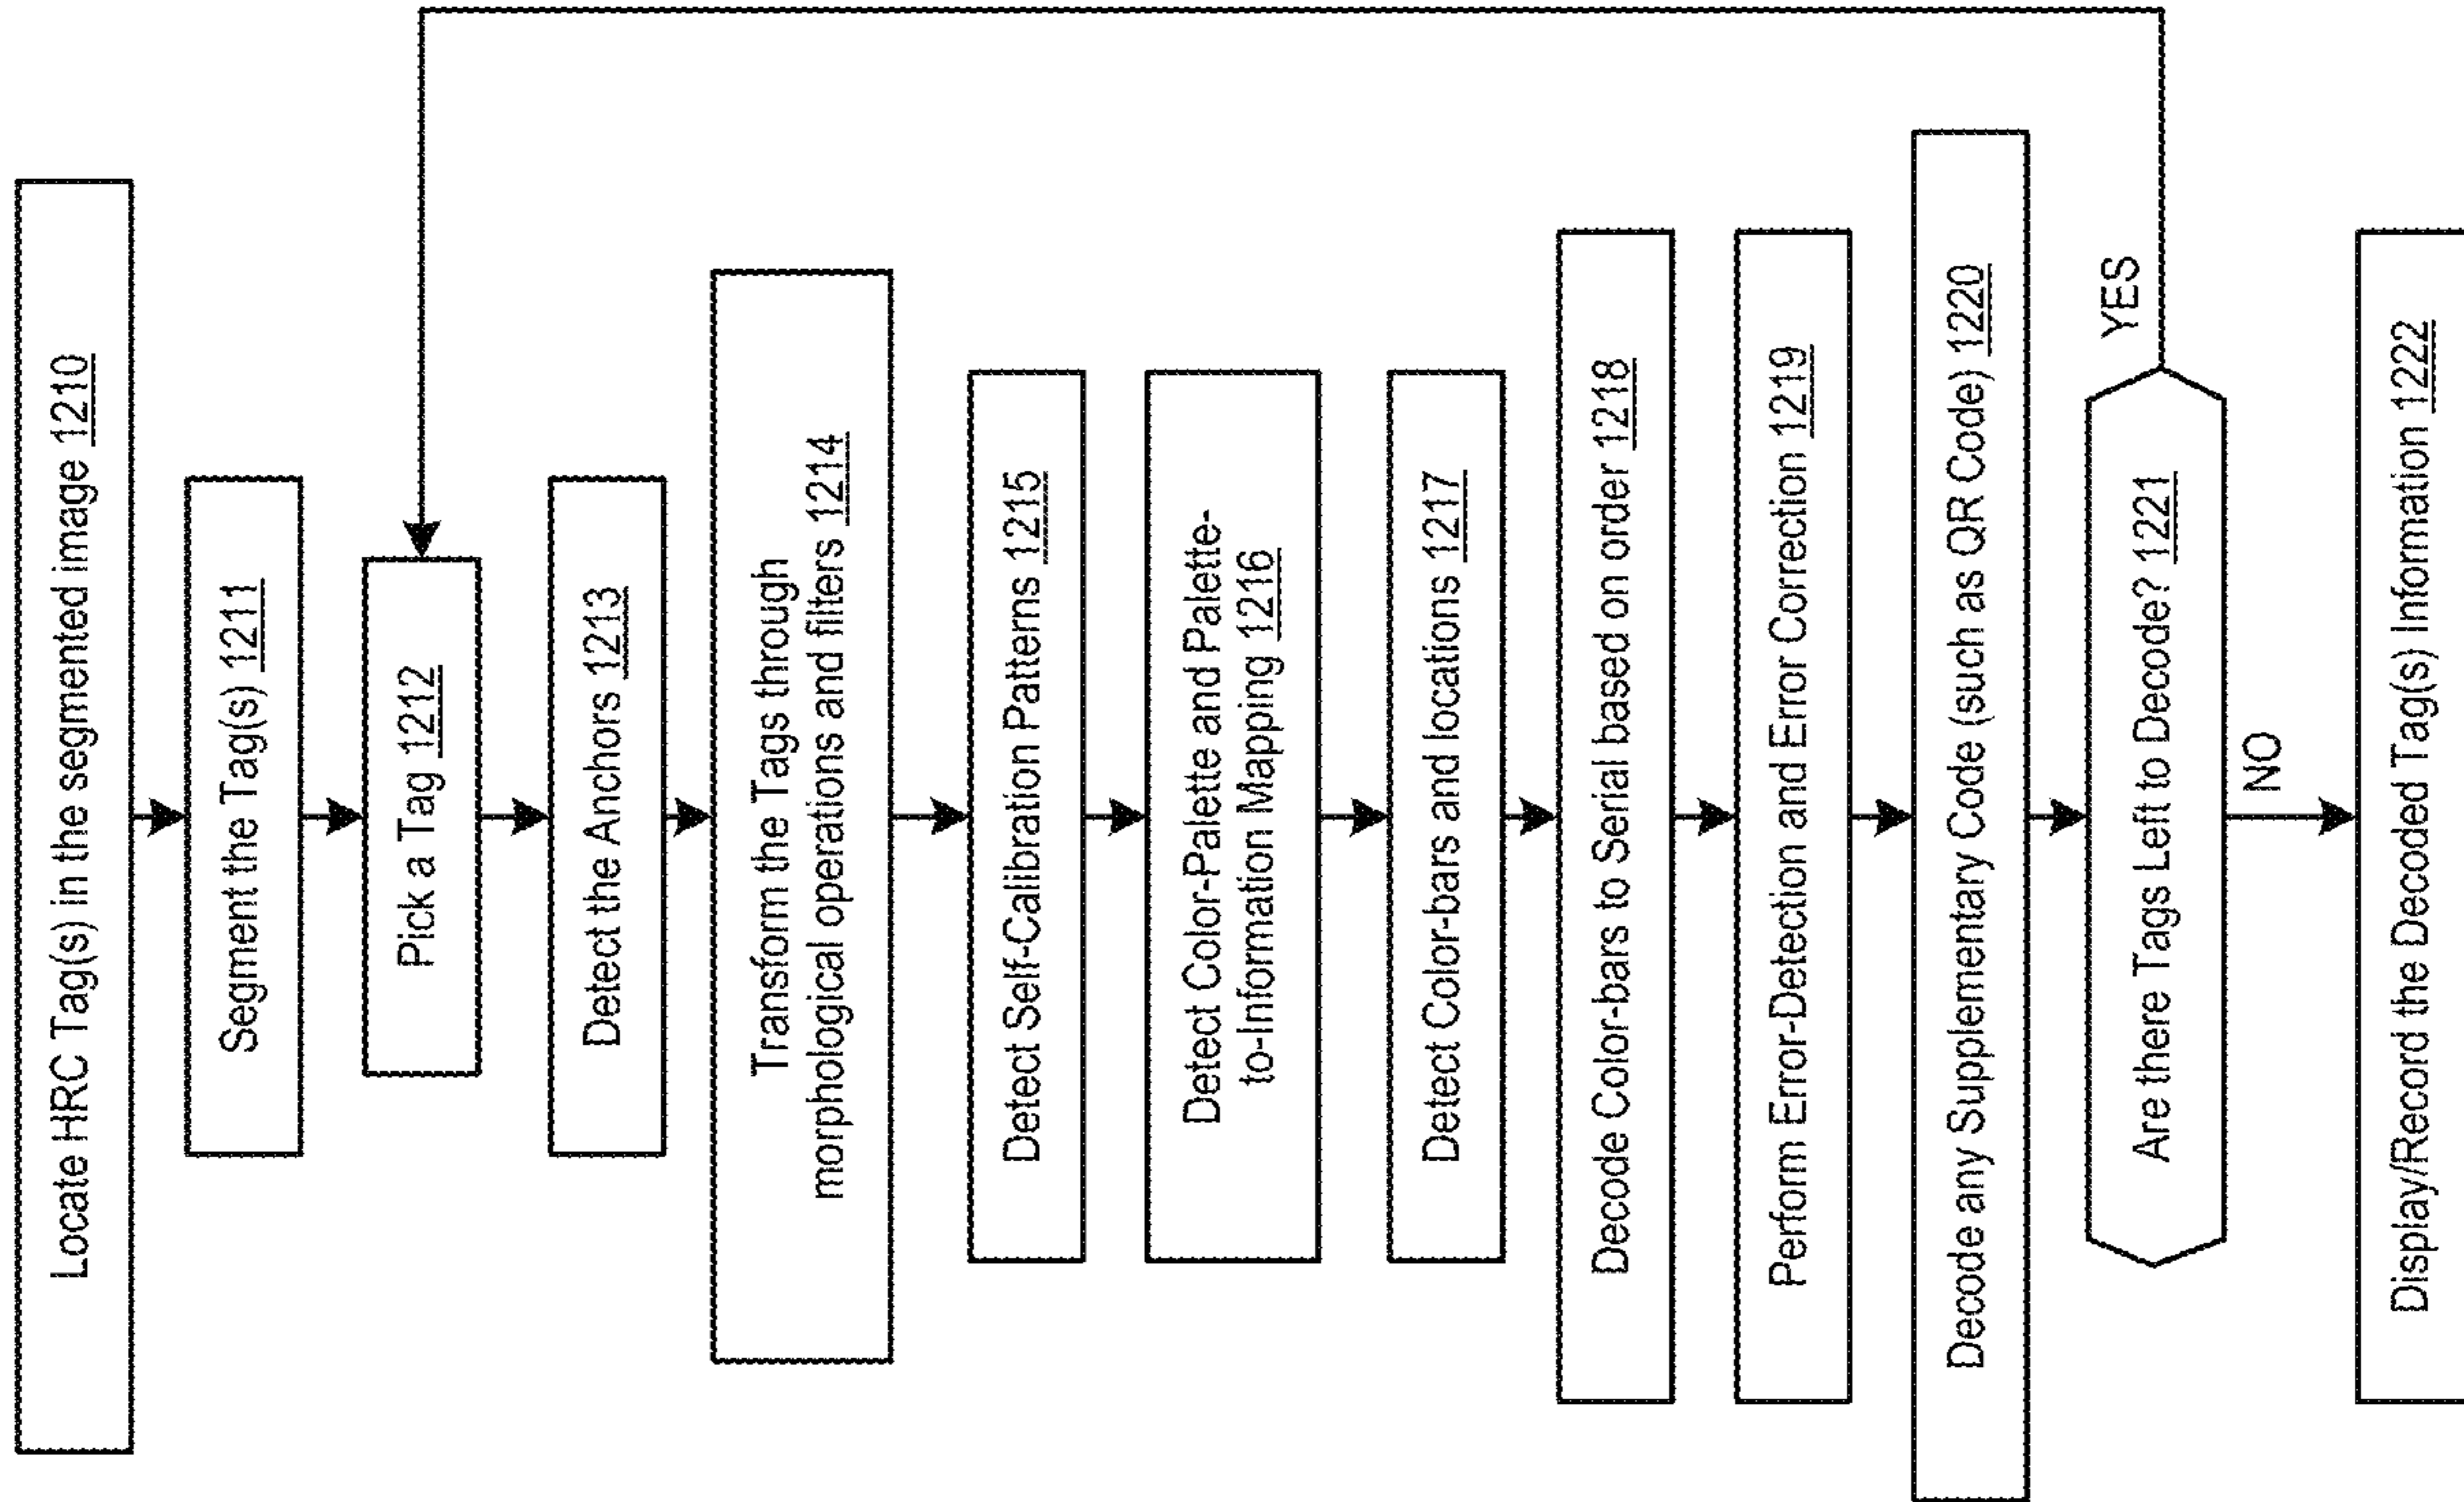 Locate HRC Tag(s) in the segmented image 1210
Segment the Tag(s) 1211
Pick a Tag 1212
Detect the Anchors 1213
Transform the Tags through
morphological operations and filters 1214
Detect Self-Calibration Patterns 1215
Detect Color-Palette and Palette-
to-Information Mapping 1216
Detect Color-bars and locations 1217
Decode Color-bars to Serial based on order 1218
Perform Error-Detection and Error Correction 1219
Decode any Supplementary Code (such as QR Code) 1220
Are there Tags Left to Decode? 1221
YES
NO
Display/Record the Decoded Tag(s) Information 1222